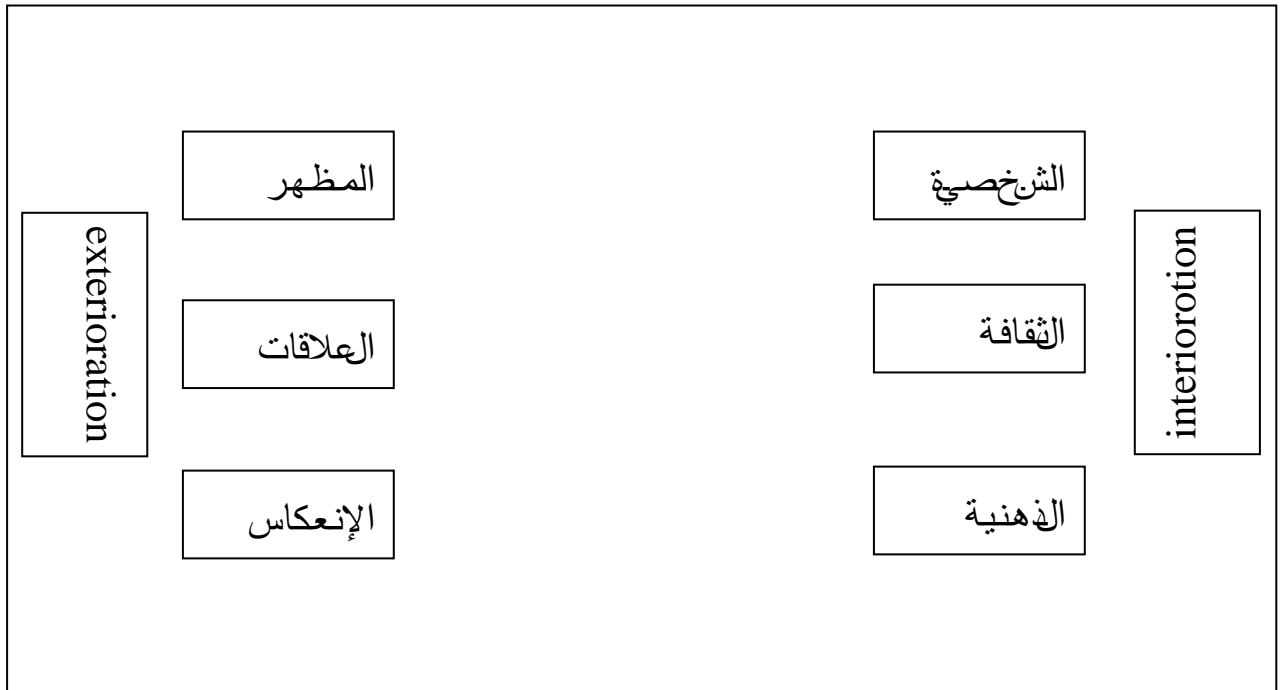 interiorotion
الشخصية
الثقافة
الذهنية
المظهر
العلاقات
الإنعكاس
exterioration